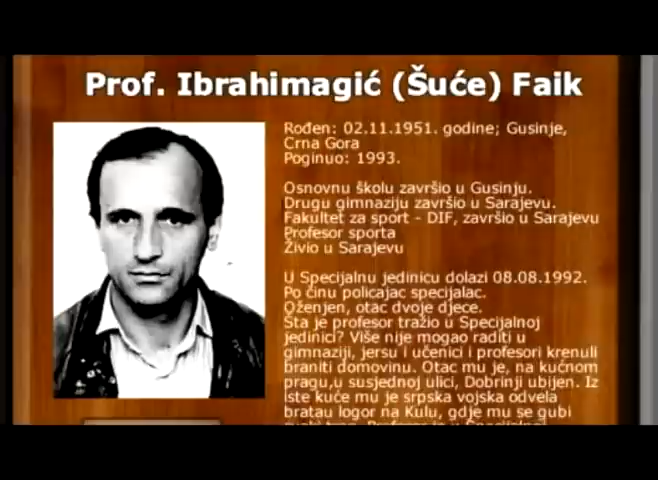 Prof. Ibrahimagić (Šuće) Faik
Rođen: 02.11.1951. godine; Gusinje,
Crna Gora
Poginuo: 1993.
Osnovnu školu završio u Gusinju.
Drugu gimnaziju završio u Sarajevu.
Fakultet za sport - DIF, završio u Sarajevu
Profesor sporta
Živio u Sarajevu
U Specijalnu jedinicu dolazi 08.08.1992.
Po činu policajac specijalac.
Oženjen, otac dvoje djece.
Šta je profesor tražio u Specijalnoj
jedinici? Više nije mogao raditi u
gimnaziji, jersu i učenici i profesori krenuli
braniti domovinu. Otac mu je, na kućnom
pragu,u susjednoj ulici, Dobrinji ubijen. Iz
iste kuće mu je srpska vojska odvela
bratau logor na Kulu, gdje mu se gubi